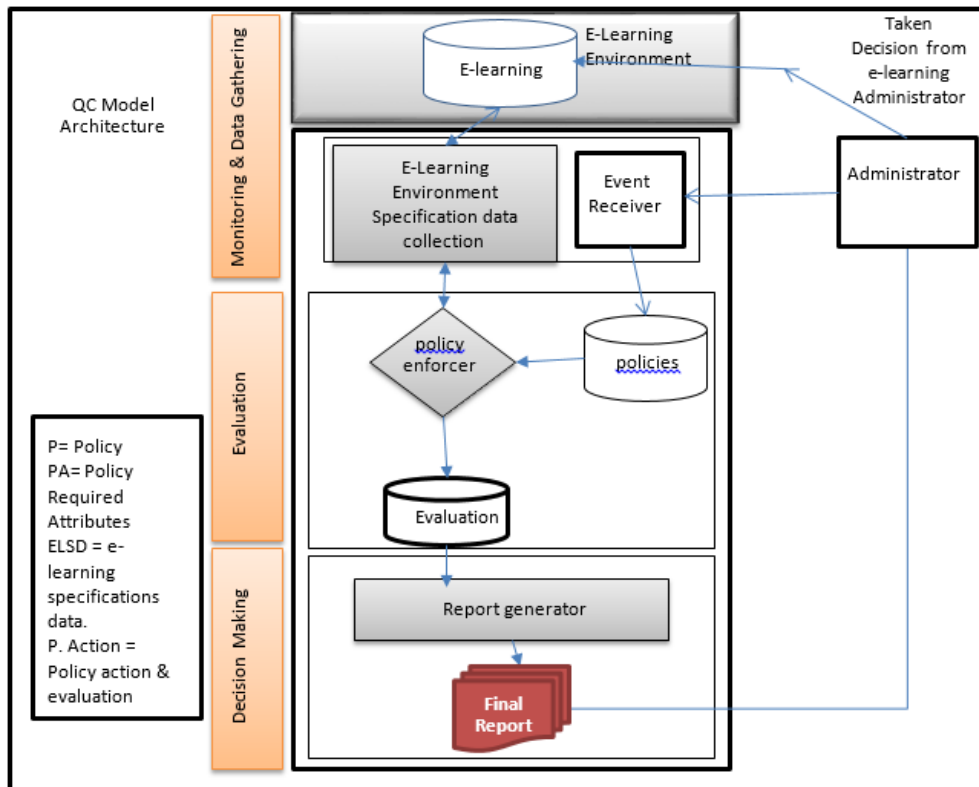 QC Model
Architecture
Monitoring & Data Gathering
E-Learning
Environment
E-learning
Taken
Decision from
e-learning
Administrator
E-Learning
Environment
Specification data
collection
Event
Receiver
Administrator
Evaluation
policy
enforcer
policies
Evaluation
P= Policy
PA= Policy
Required
Attributes
ELSD = e-
learning
specifications
data.
P. Action =
Policy action &
evaluation
Decision Making
Report generator
Final
Report